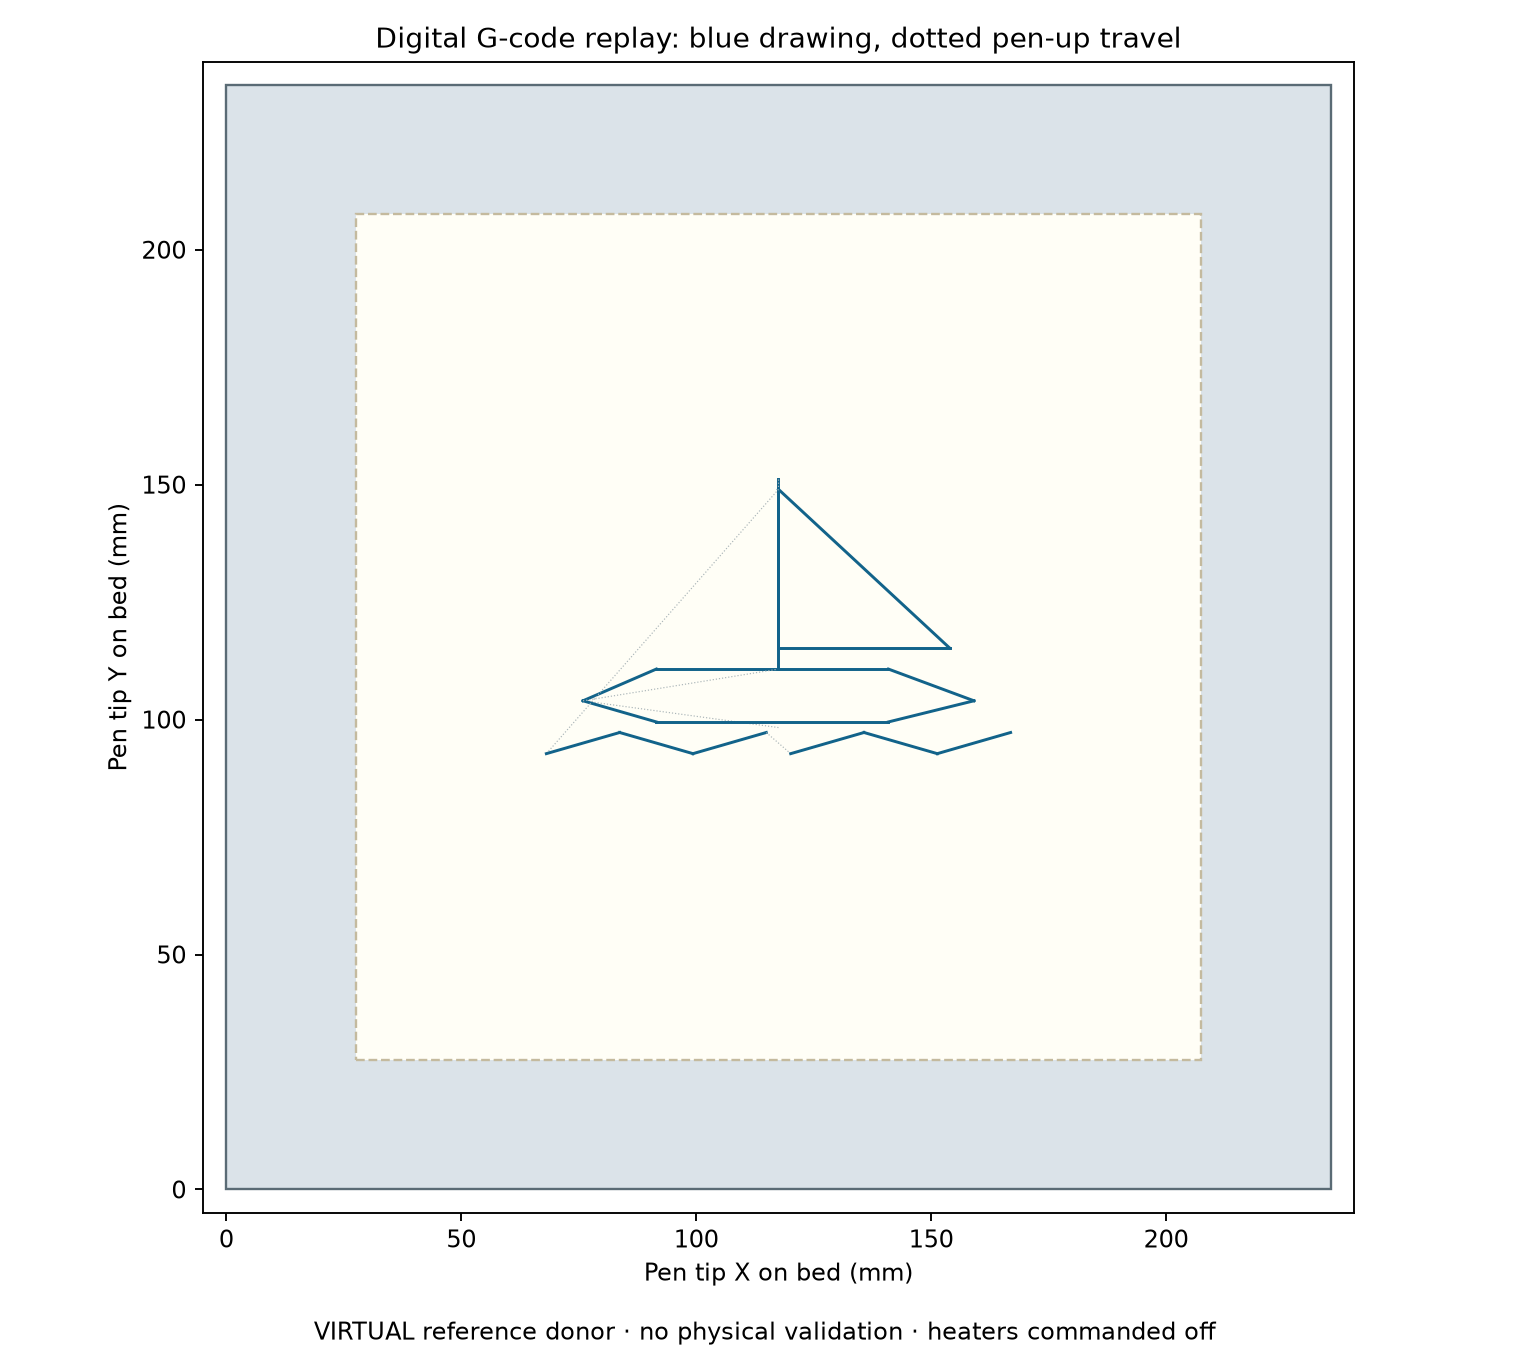 Digital G-code replay: blue drawing, dotted pen-up travel
Pen tip Y on bed (mm)
200
150
100
50
0
0 50 100 150 200
Pen tip X on bed (mm)
VIRTUAL reference donor · no physical validation · heaters commanded off